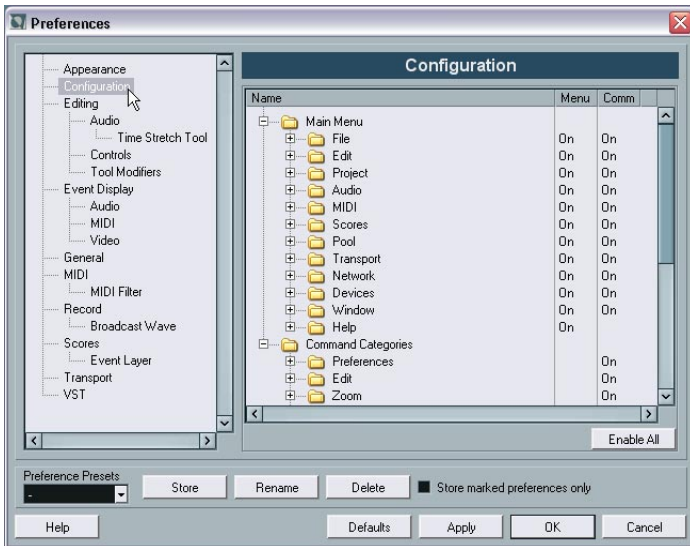 Preferences
Appearance
Configuration
Editing
Audio
Time Stretch Tool
Controls
Tool Modifiers
Event Display
Audio
MIDI
Video
General
MIDI
MIDI Filter
Record
Broadcast Wave
Scores
Event Layer
Transport
VST
Configuration
Name Menu Comm
Main Menu
File On On
Edit On On
Project On On
Audio On On
MIDI On On
Scores On On
Pool On On
Transport On On
Network On On
Devices On On
Window On On
Help On
Command Categories
Preferences On
Edit On
Zoom On
Enable All
Preference Presets
-
Store Rename Delete Store marked preferences only
Help Defaults Apply OK Cancel